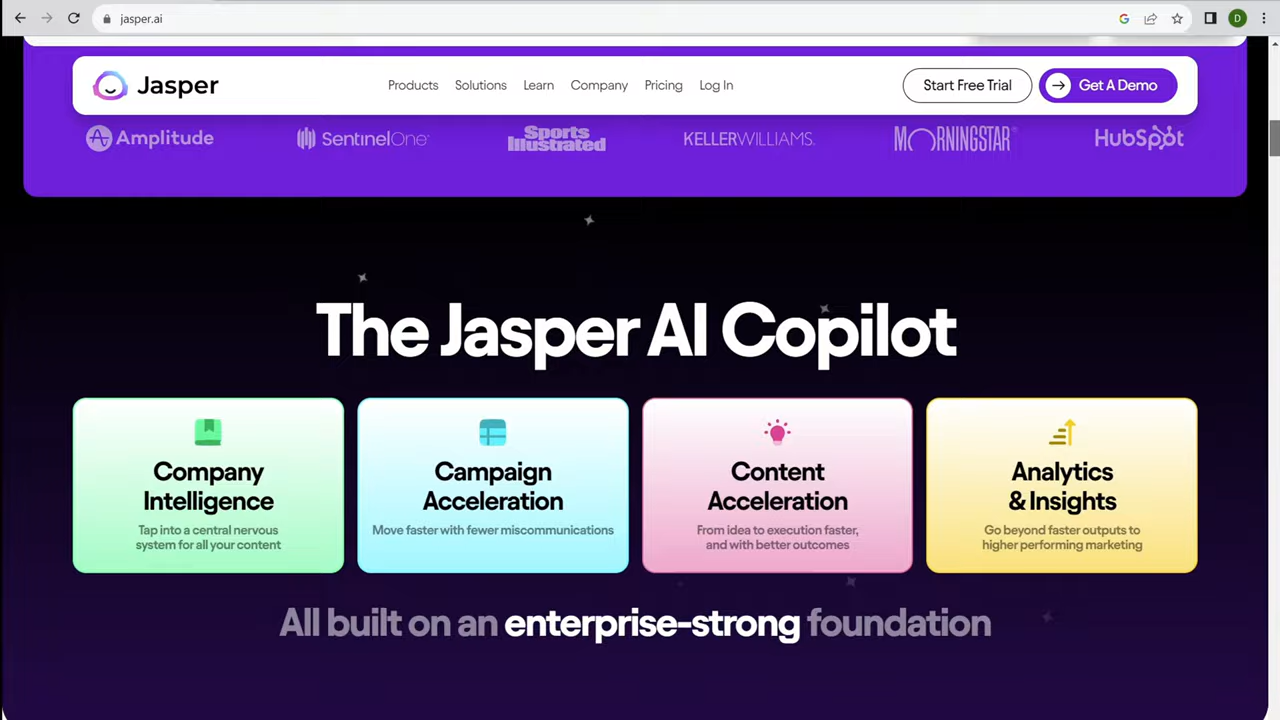 jasper.ai
D
Jasper
Products Solutions Learn Company Pricing Log In
Start Free Trial
Get A Demo
Amplitude SentinelOne Sports Illustrated KELLERWILLIAMS. MORNINGSTAR HubSpot
The Jasper AI Copilot
Company
Intelligence
Tap into a central nervous
system for all your content
Campaign
Acceleration
Move faster with fewer miscommunications
Content
Acceleration
From idea to execution faster,
and with better outcomes
Analytics
& Insights
Go beyond faster outputs to
higher performing marketing
All built on an enterprise-strong foundation